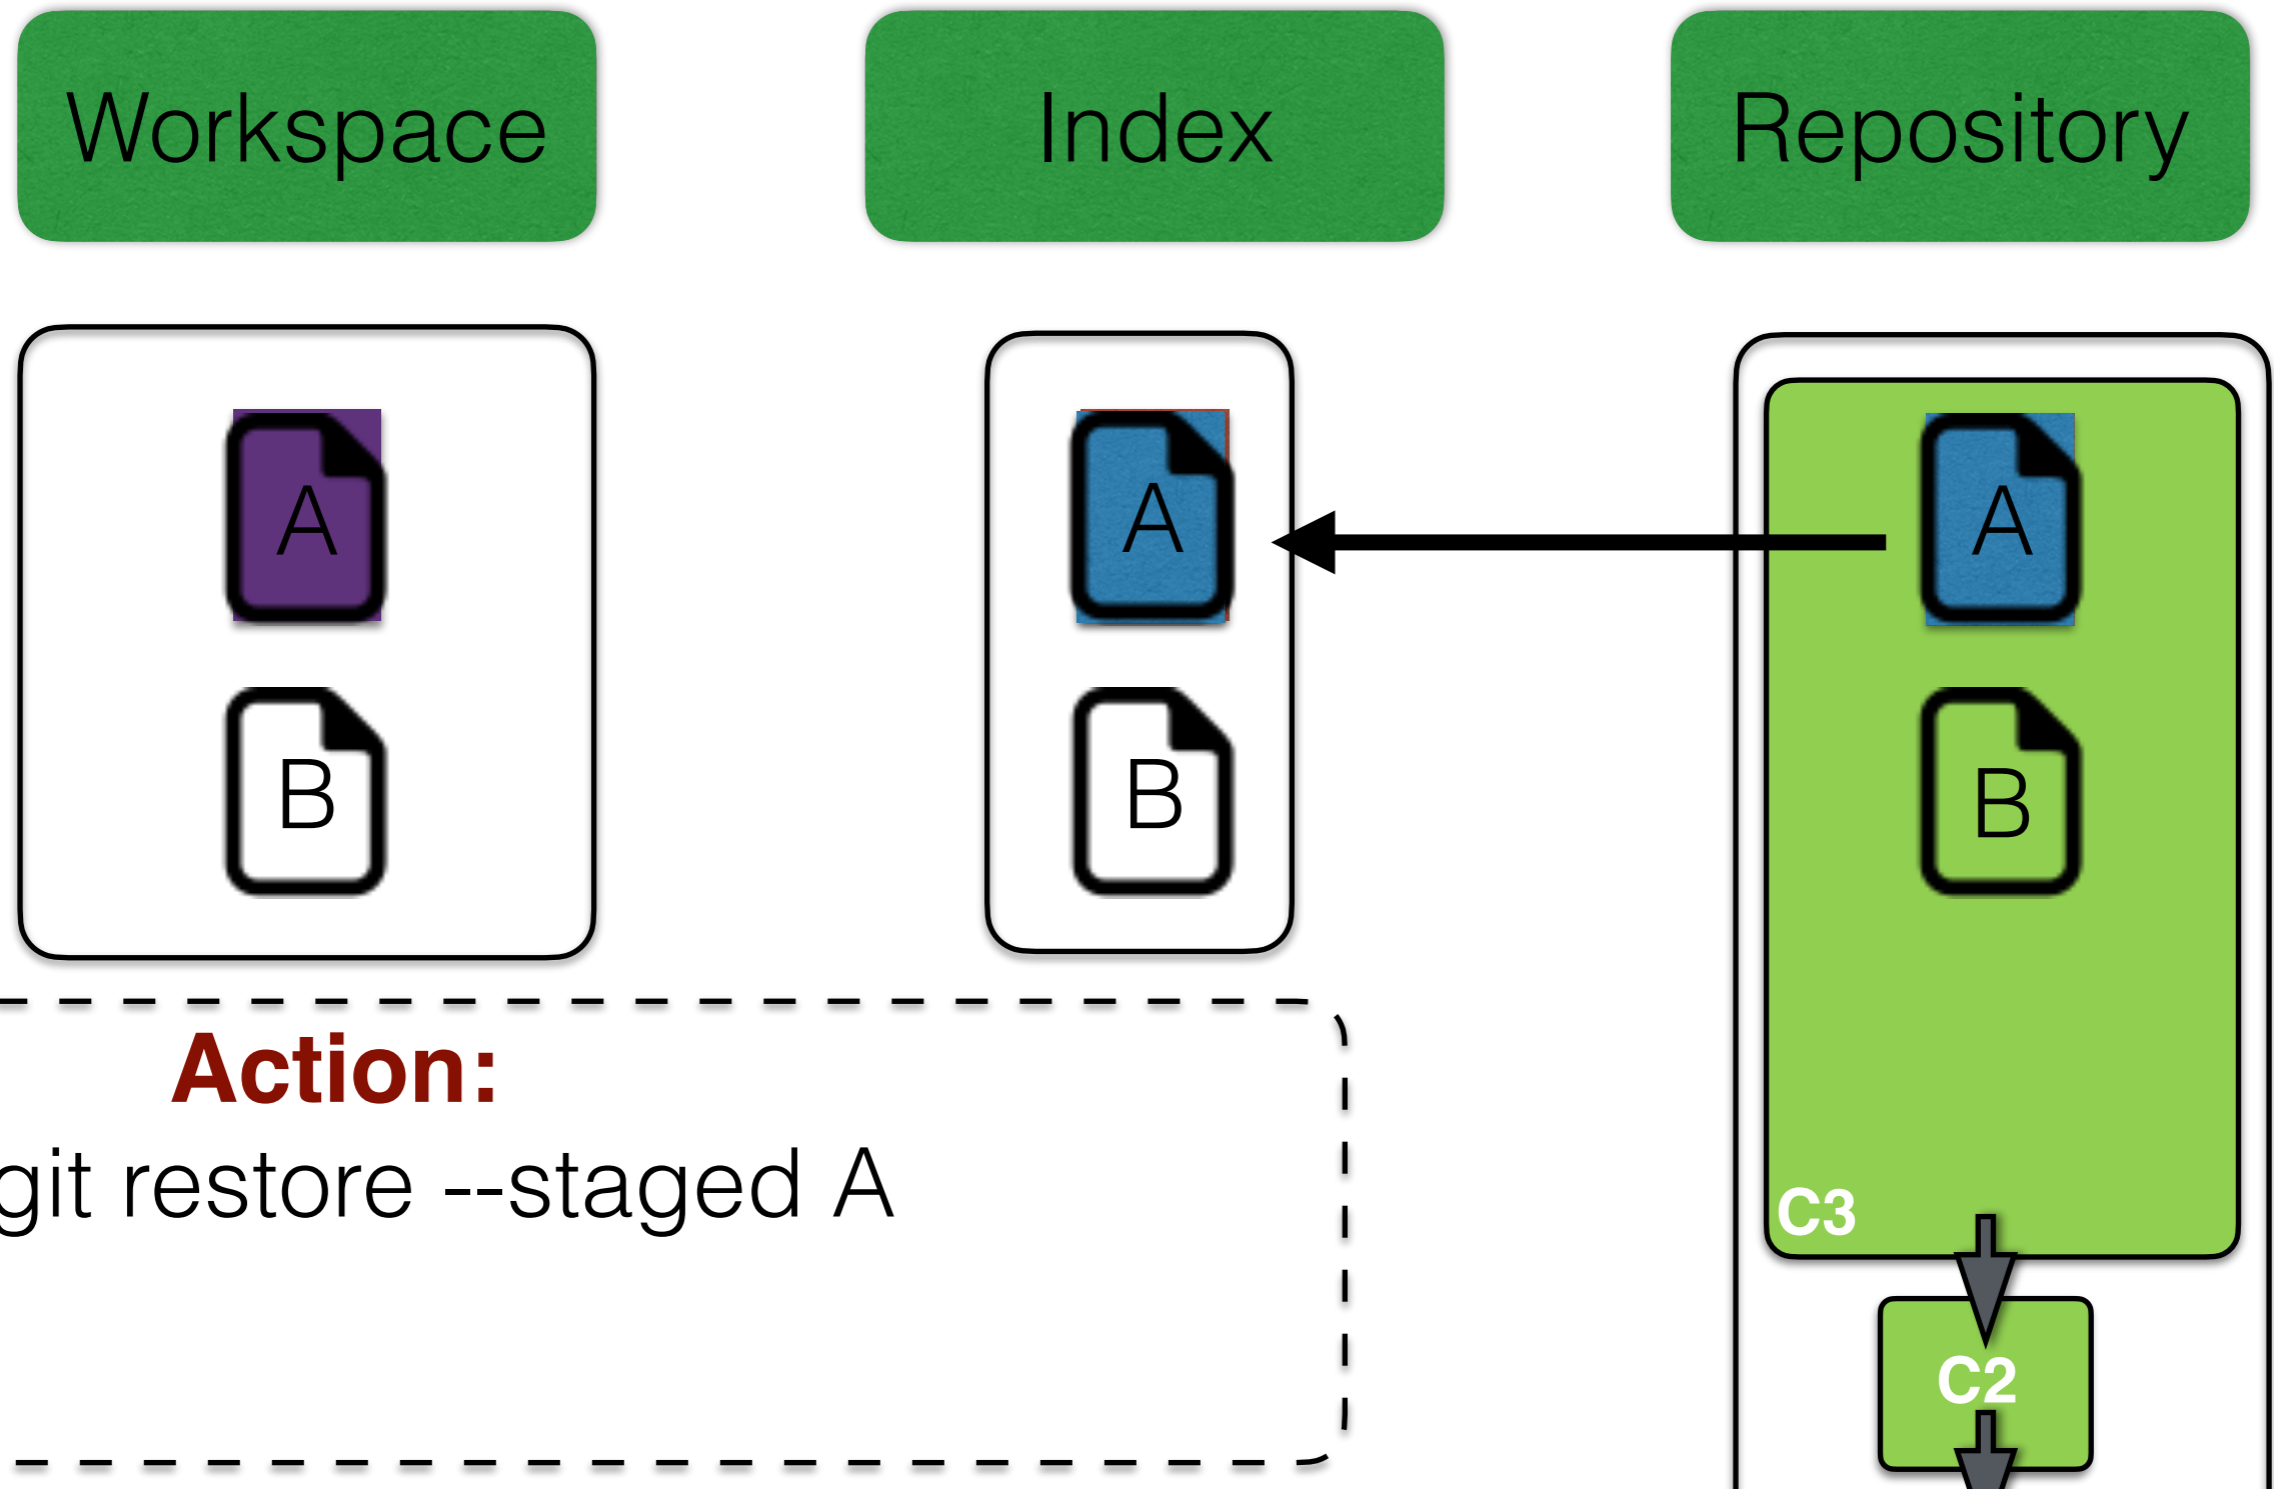 Workspace
Index
Repository
A
A
A
B
B
B
Action:
git restore --staged A
C3
C2